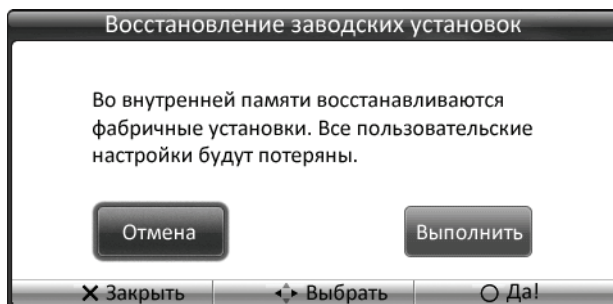 Восстановление заводских установок
Во внутренней памяти восстанавливаются
фабричные установки. Все пользовательские
настройки будут потеряны.
Отмена Выполнить
Закрыть Выбрать Да!